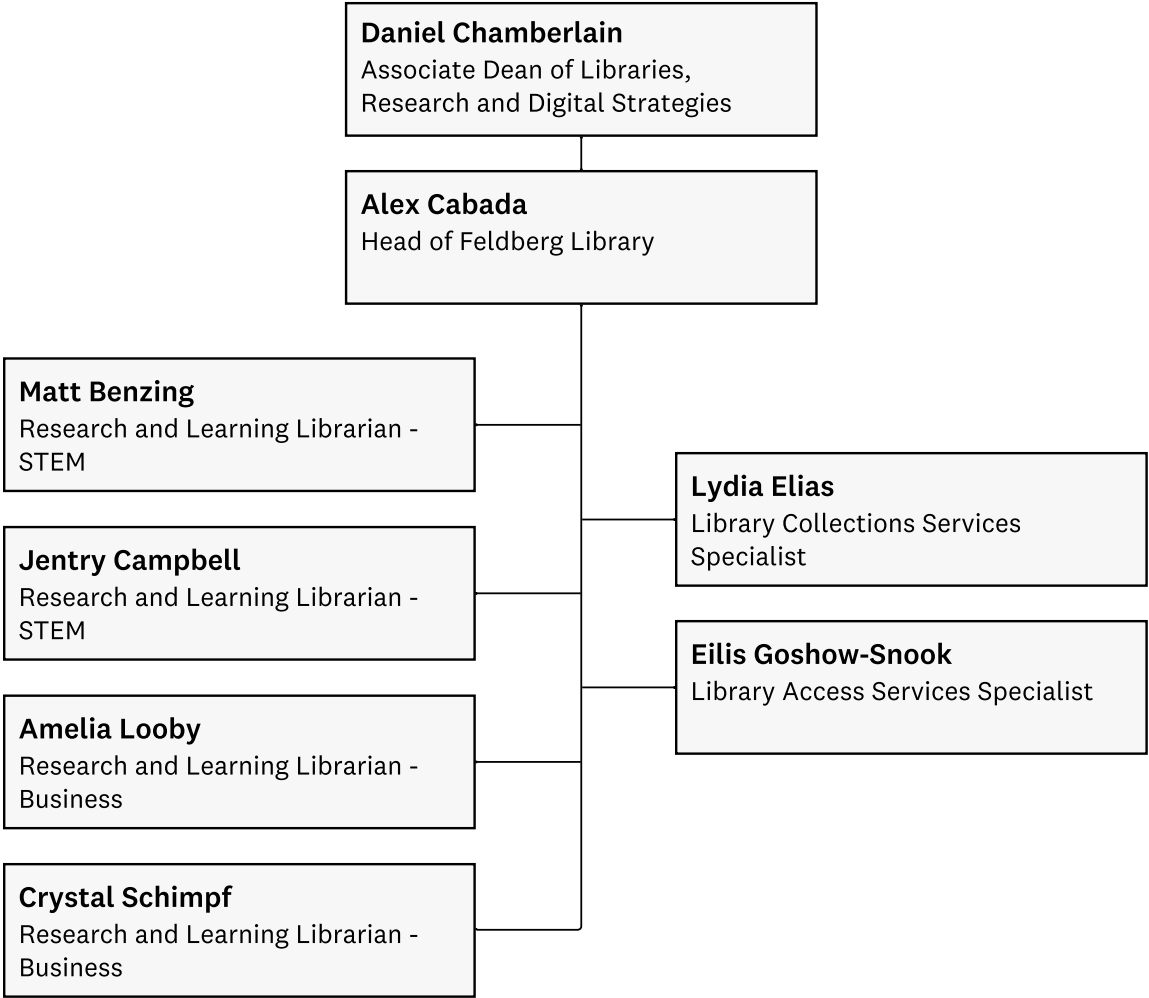 Daniel Chamberlain
Associate Dean of Libraries,
Research and Digital Strategies
Alex Cabada
Head of Feldberg Library
Matt Benzing
Research and Learning Librarian -
STEM
Jentry Campbell
Research and Learning Librarian -
STEM
Amelia Looby
Research and Learning Librarian -
Business
Crystal Schimpf
Research and Learning Librarian -
Business
Lydia Elias
Library Collections Services
Specialist
Eilis Goshow-Snook
Library Access Services Specialist